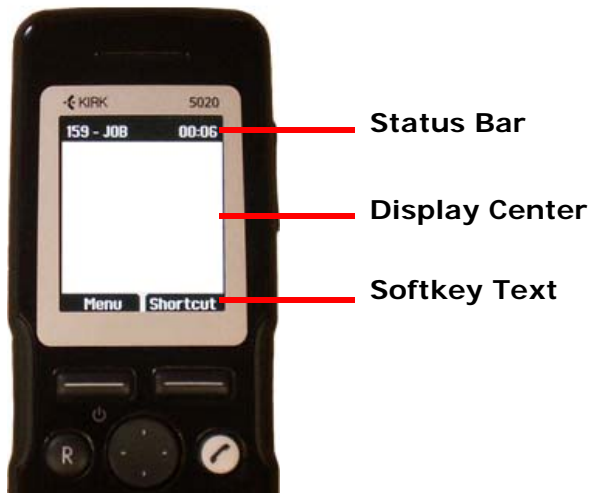 KIRK 5020
159 - JOB 00:06
Status Bar
Display Center
Menu Shortcut
Softkey Text
R